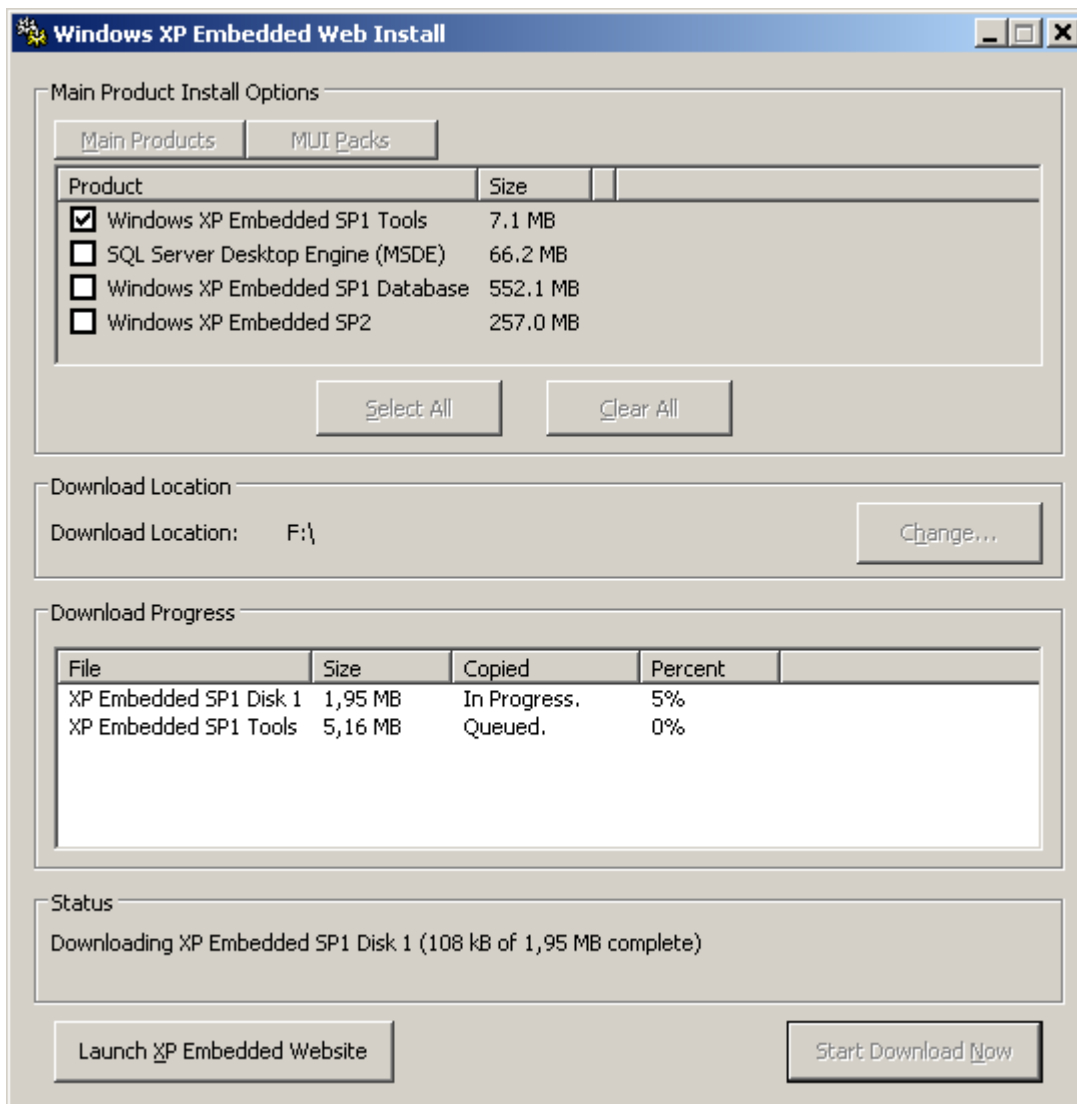 Windows XP Embedded Web Install
Main Product Install Options
Main Products MUI Packs
Product Size
Windows XP Embedded SP1 Tools 7.1 MB
SQL Server Desktop Engine (MSDE) 66.2 MB
Windows XP Embedded SP1 Database 552.1 MB
Windows XP Embedded SP2 257.0 MB
Select All Clear All
Download Location
Download Location: F:\ Change...
Download Progress
File Size Copied Percent
XP Embedded SP1 Disk 1 1,95 MB In Progress. 5%
XP Embedded SP1 Tools 5,16 MB Queued. 0%
Status
Downloading XP Embedded SP1 Disk 1 (108 kB of 1,95 MB complete)
Launch XP Embedded Website Start Download Now